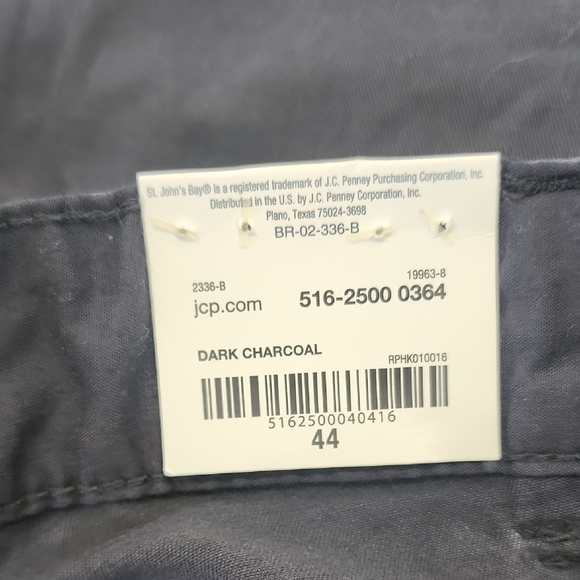 St. John's Bay® is a registered trademark of J.C. Penney Purchasing Corporation, Inc.
Distributed in the U.S. by J.C. Penney Corporation, Inc.
Plano, Texas 75024-3698
BR-02-336-B
2336-B 19963-8
jcp.com 516-2500 0364
DARK CHARCOAL RPHK010016
5162500040416
44